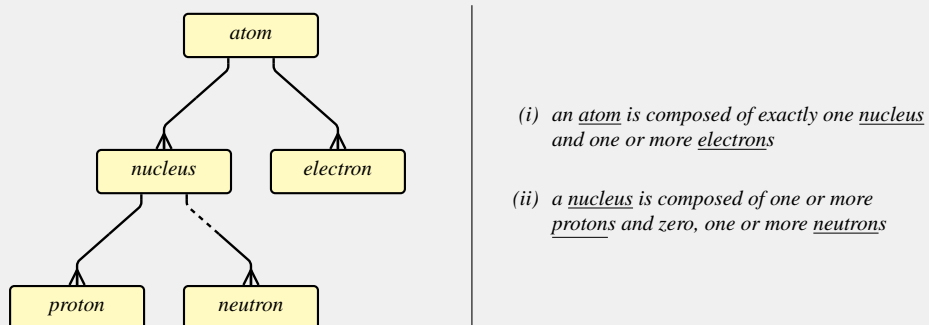 atom
nucleus
electron
proton
neutron
(i) an atom is composed of exactly one nucleus
and one or more electrons
(ii) a nucleus is composed of one or more
protons and zero, one or more neutrons